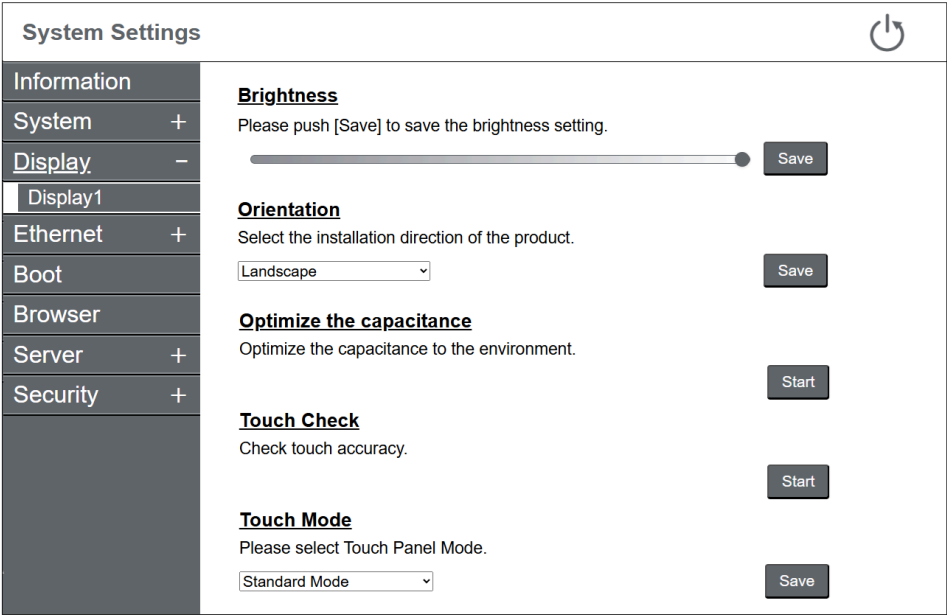 System Settings
Information
System +
Display −
Display1
Ethernet +
Boot
Browser
Server +
Security +
Brightness
Please push [Save] to save the brightness setting.
Save
Orientation
Select the installation direction of the product.
Landscape
Save
Optimize the capacitance
Optimize the capacitance to the environment.
Start
Touch Check
Check touch accuracy.
Start
Touch Mode
Please select Touch Panel Mode.
Standard Mode
Save